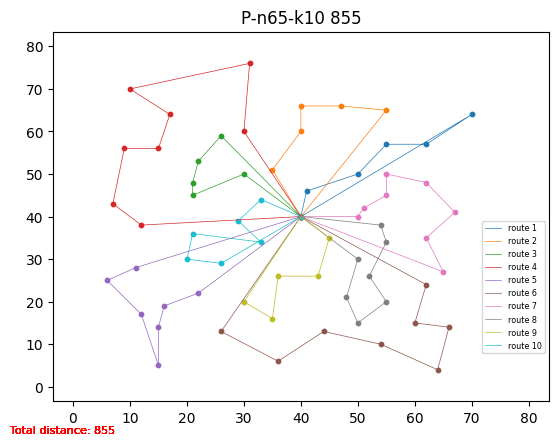 P-n65-k10 855
80
70
60
50
40
30
20
10
0
route 1
route 2
route 3
route 4
route 5
route 6
route 7
route 8
route 9
route 10
0 10 20 30 40 50 60 70 80
Total distance: 855